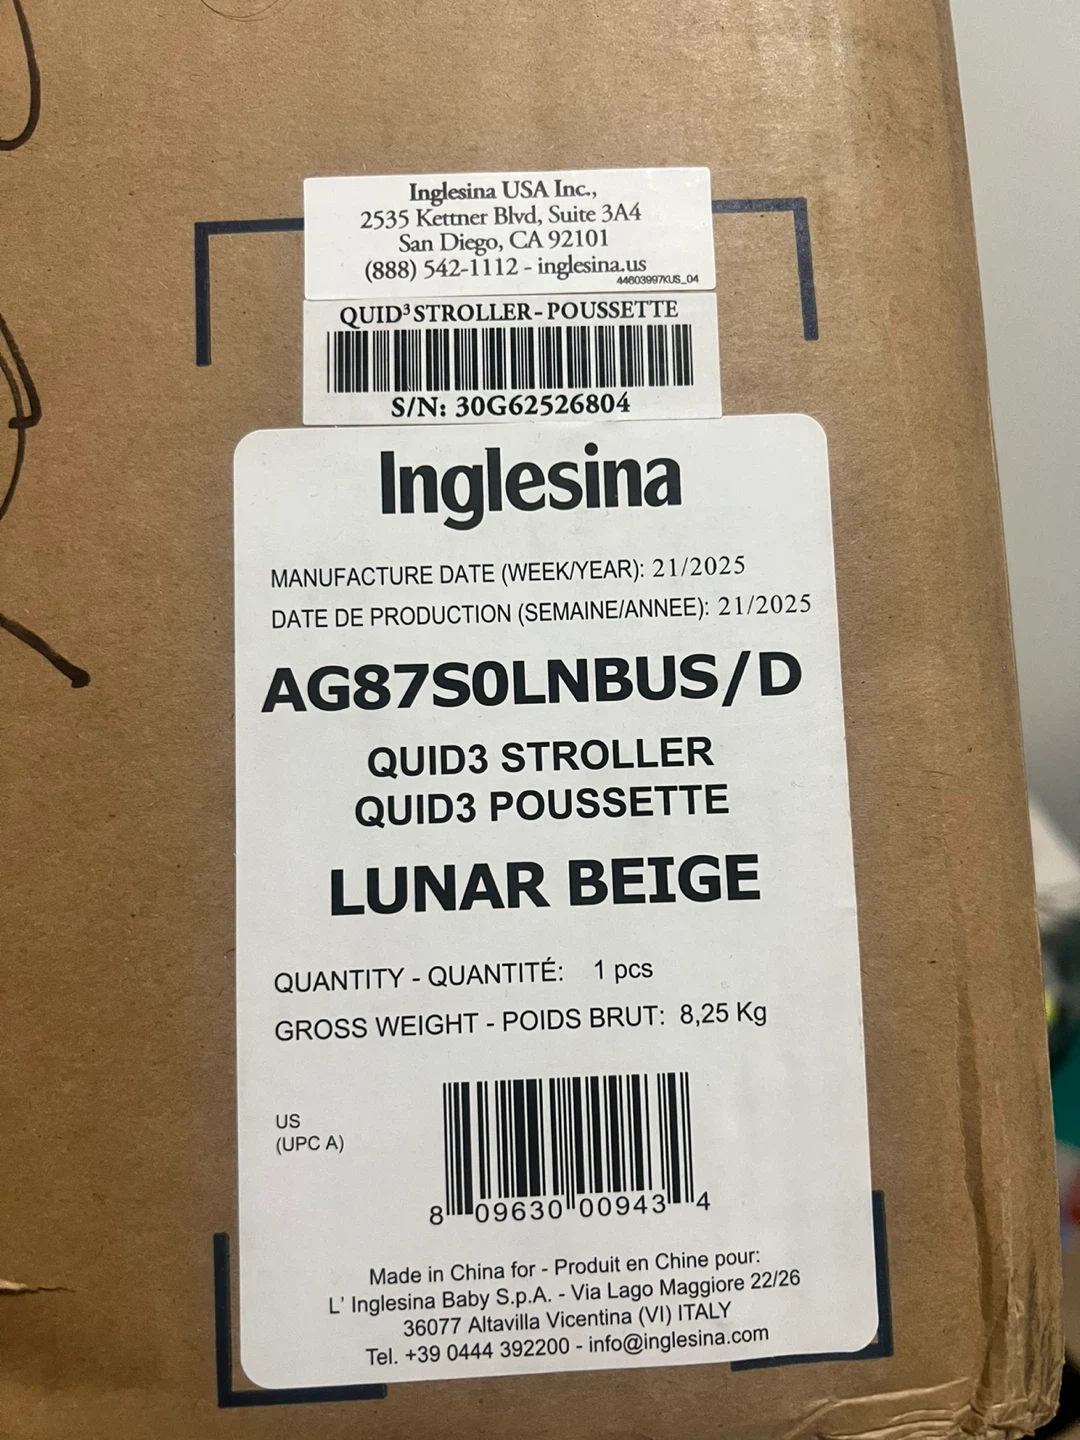 Inglesina USA Inc.,
2535 Kettner Blvd, Suite 3A4
San Diego, CA 92101
(888) 542-1112 - inglesina.us
44603997KUS_04
QUID³ STROLLER - POUSSETTE
S/N: 30G62526804
Inglesina
MANUFACTURE DATE (WEEK/YEAR): 21/2025
DATE DE PRODUCTION (SEMAINE/ANNEE): 21/2025
AG87S0LNBUS/D
QUID3 STROLLER
QUID3 POUSSETTE
LUNAR BEIGE
QUANTITY - QUANTITÉ: 1 pcs
GROSS WEIGHT - POIDS BRUT: 8,25 Kg
US
(UPC A)
8 09630 00943 4
Made in China for - Produit en Chine pour:
L' Inglesina Baby S.p.A. - Via Lago Maggiore 22/26
36077 Altavilla Vicentina (VI) ITALY
Tel. +39 0444 392200 - info@inglesina.com